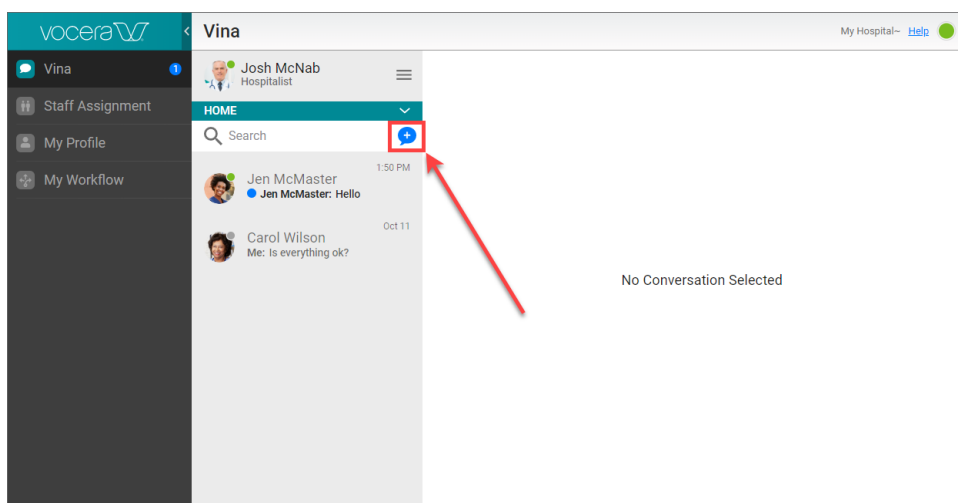 vocera
Vina
My Hospital~ Help
Vina 1
Staff Assignment
My Profile
My Workflow
Josh McNab
Hospitalist
HOME
Search
1:50 PM
Jen McMaster
Jen McMaster: Hello
Oct 11
Carol Wilson
Me: Is everything ok?
No Conversation Selected